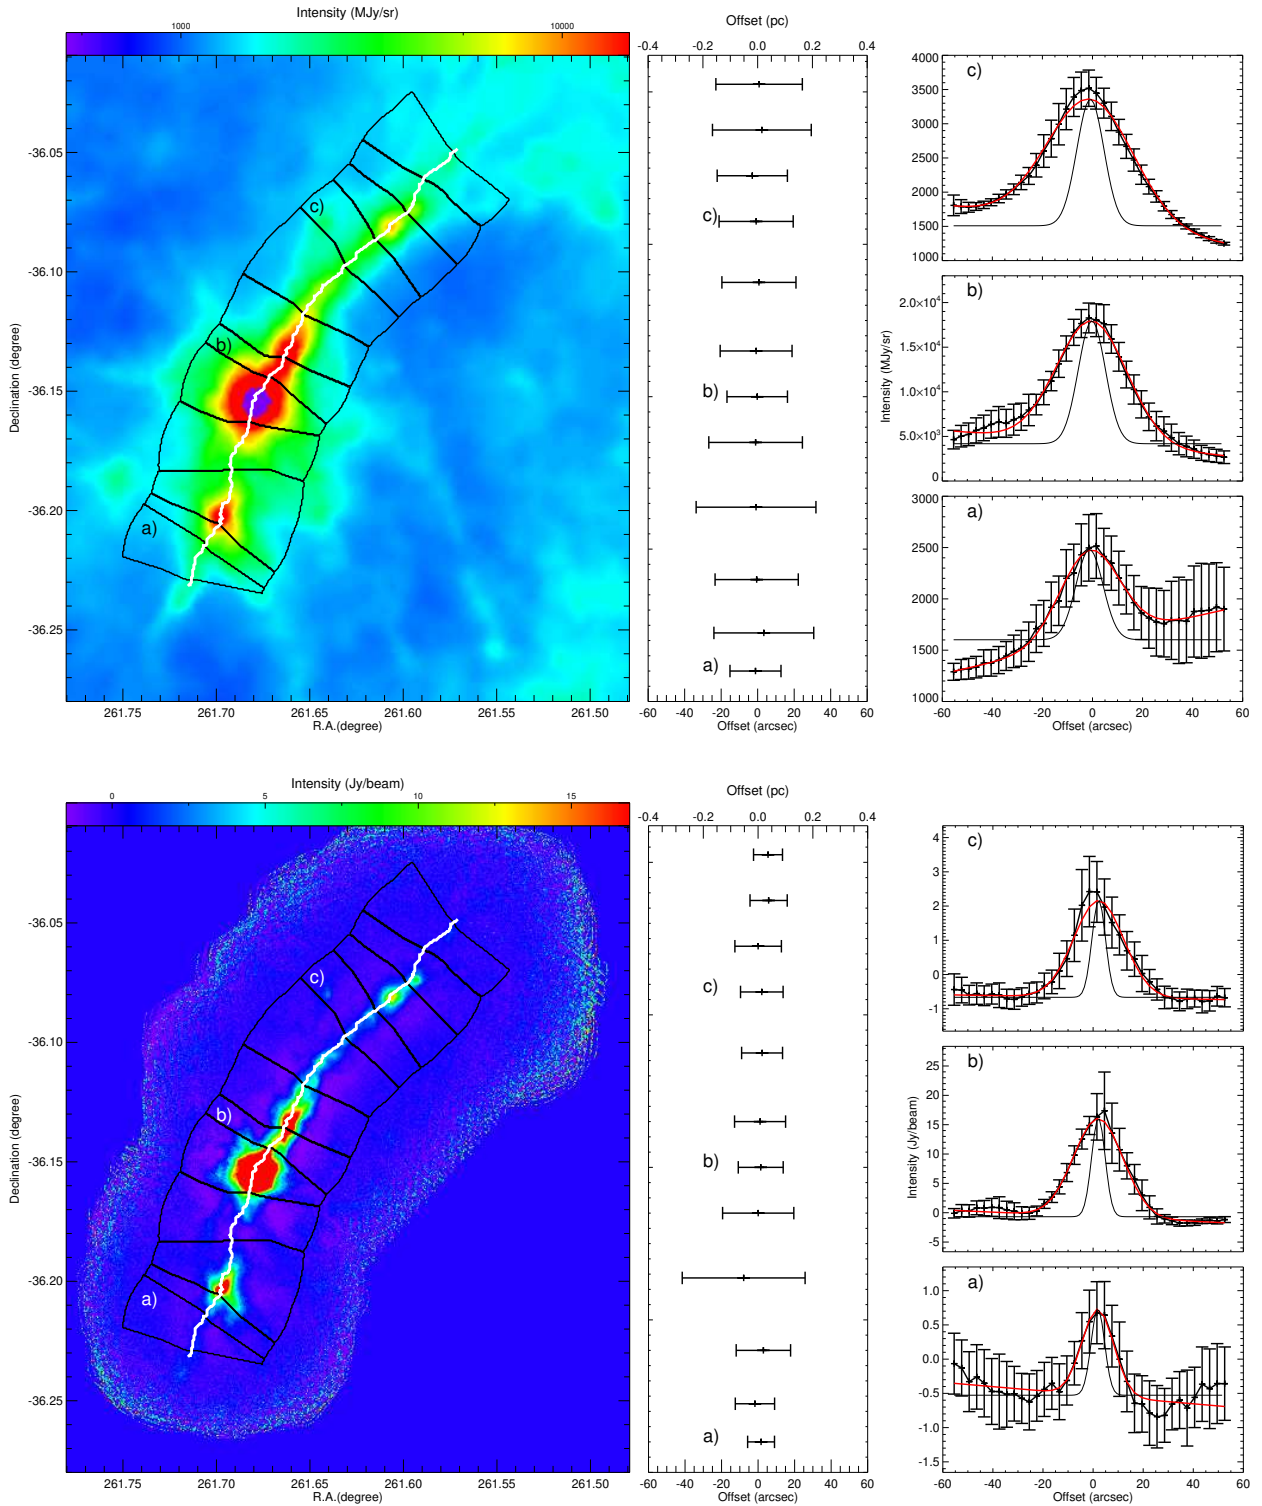 Intensity (MJy/sr)
1000 10000
Declination (degree)
-36.05
-36.10
-36.15
-36.20
-36.25
c)
b)
a)
261.75 261.70 261.65 261.60 261.55 261.50
R.A.(degree)
Offset (pc)
-0.4 -0.2 0.0 0.2 0.4
c)
b)
a)
-60 -40 -20 0 20 40 60
Offset (arcsec)
c)
4000
3500
3000
2500
2000
1500
1000
b)
2.0×10⁴
1.5×10⁴
1.0×10⁴
5.0×10³
0
Intensity (MJy/sr)
a)
3000
2500
2000
1500
1000
-60 -40 -20 0 20 40 60
Offset (arcsec)
Intensity (Jy/beam)
0 5 10 15
Declination (degree)
-36.05
-36.10
-36.15
-36.20
-36.25
c)
b)
a)
261.75 261.70 261.65 261.60 261.55 261.50
R.A.(degree)
Offset (pc)
-0.4 -0.2 0.0 0.2 0.4
c)
b)
a)
-60 -40 -20 0 20 40 60
Offset (arcsec)
c)
4
3
2
1
0
-1
b)
25
20
15
10
5
0
-5
Intensity (Jy/beam)
a)
1.0
0.5
0.0
-0.5
-1.0
-1.5
-60 -40 -20 0 20 40 60
Offset (arcsec)